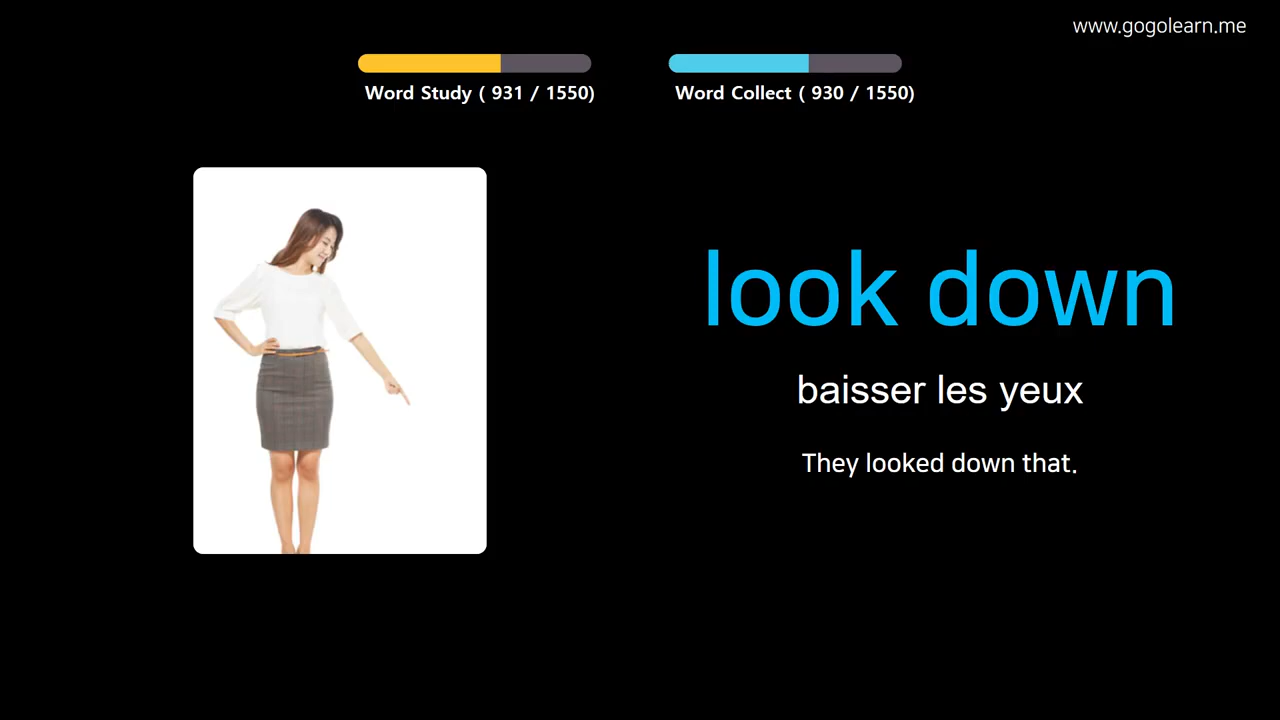 www.gogolearn.me
Word Study ( 931 / 1550)
Word Collect ( 930 / 1550)
look down
baisser les yeux
They looked down that.